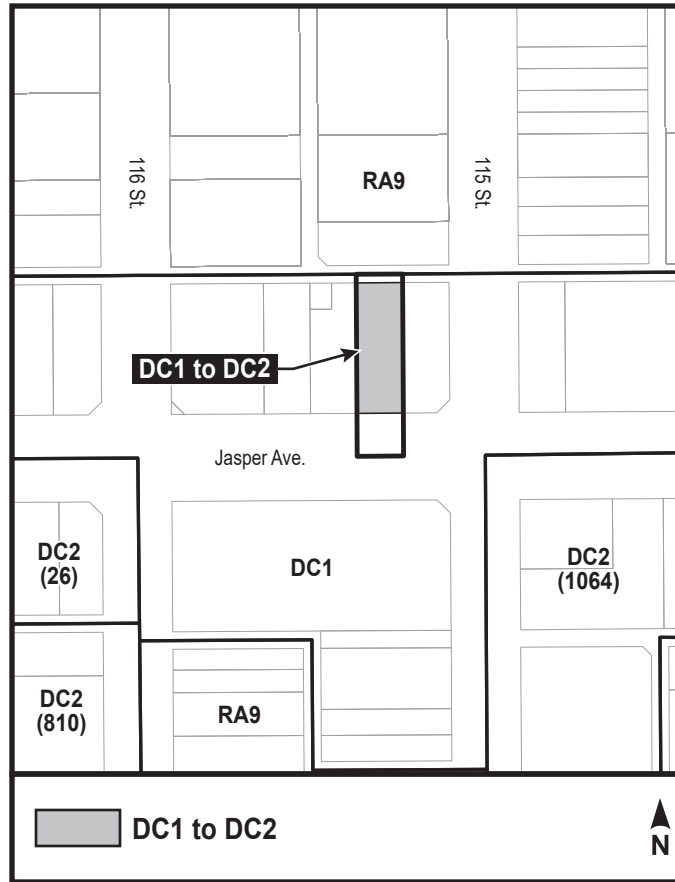 116 St.
RA9
115 St.
DC1 to DC2
Jasper Ave.
DC2
(26)
DC1
DC2
(1064)
DC2
(810)
RA9
DC1 to DC2
N